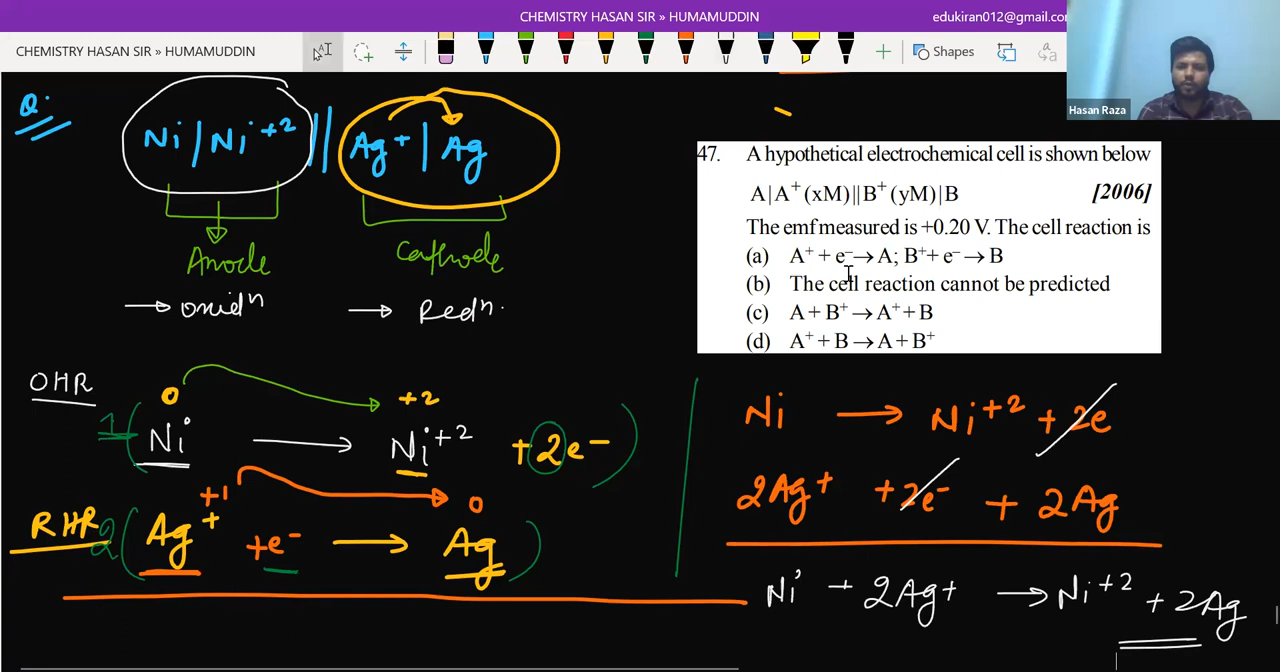 CHEMISTRY HASAN SIR » HUMAMUDDIN
edukiran012@gmail.co
CHEMISTRY HASAN SIR » HUMAMUDDIN
Shapes
Hasan Raza
Q.
Ni | Ni+2 || Ag+ | Ag
Anode
Cathode
→ Oxidn
→ Redn.
47. A hypothetical electrochemical cell is shown below
A|A+(xM)||B+(yM)|B [2006]
The emf measured is +0.20 V. The cell reaction is
(a) A+ + e– → A; B+ + e– → B
(b) The cell reaction cannot be predicted
(c) A + B+ → A+ + B
(d) A+ + B → A + B+
OHR
0 +2
1( Ni → Ni+2 + 2e– )
+1 0
RHR 2( Ag+ + e– → Ag )
Ni → Ni+2 + 2e
2Ag+ + 2e– + 2Ag
Ni + 2Ag+ → Ni+2 + 2Ag